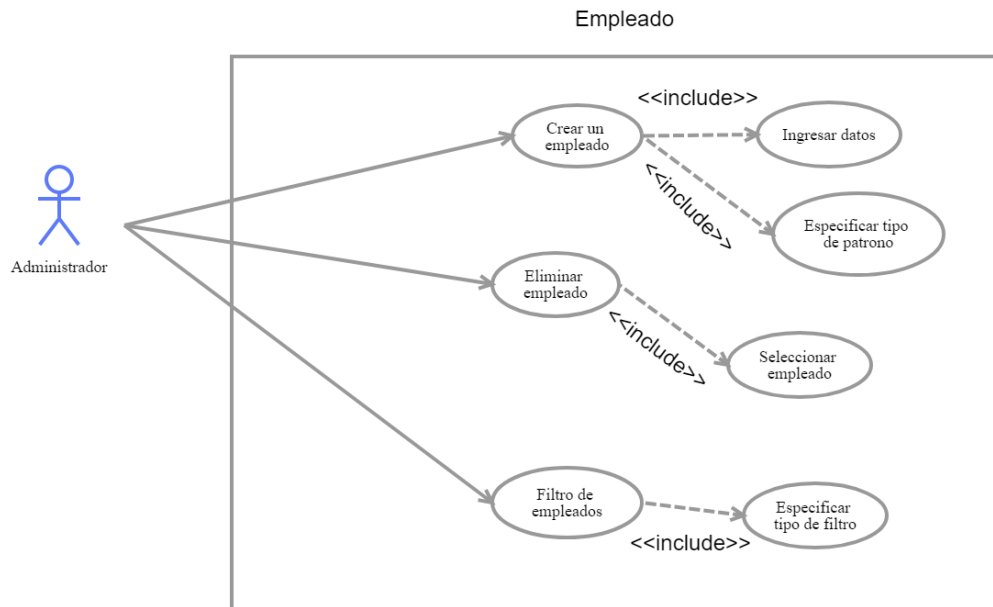 Empleado
<<include>>
Crear un
empleado
Ingresar datos
<<include>>
Especificar tipo
de patrono
Administrador
Eliminar
empleado
<<include>>
Seleccionar
empleado
Filtro de
empleados
Especificar
tipo de filtro
<<include>>